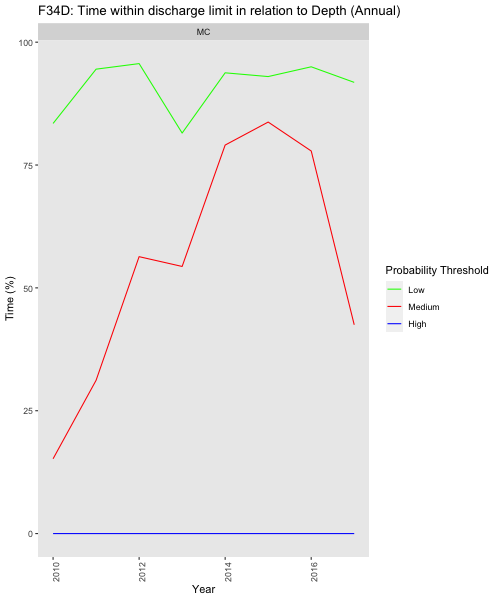 F34D: Time within discharge limit in relation to Depth (Annual)
MC
100
75
50
25
0
Time (%)
2010
2012
2014
2016
Year
Probability Threshold
Low
Medium
High